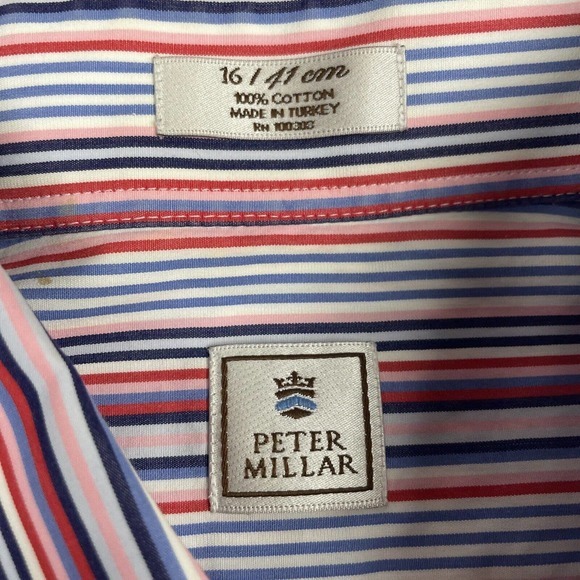 16 / 41 cm
100% COTTON
MADE IN TURKEY
RN 100303
PETER
MILLAR